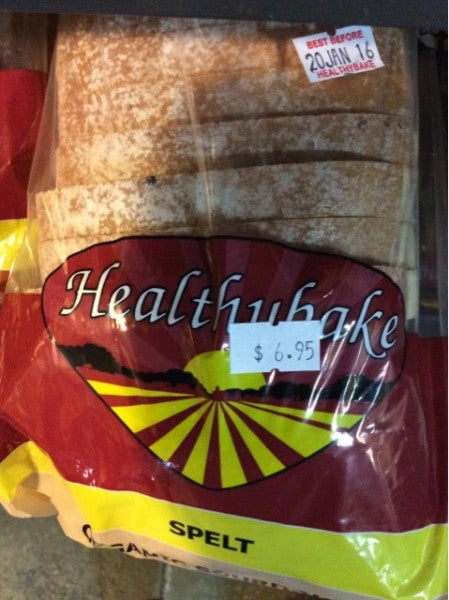 BEST BEFORE
20JAN 16
HEALTHYBAKE
Healthybake
$ 6.95
SPELT